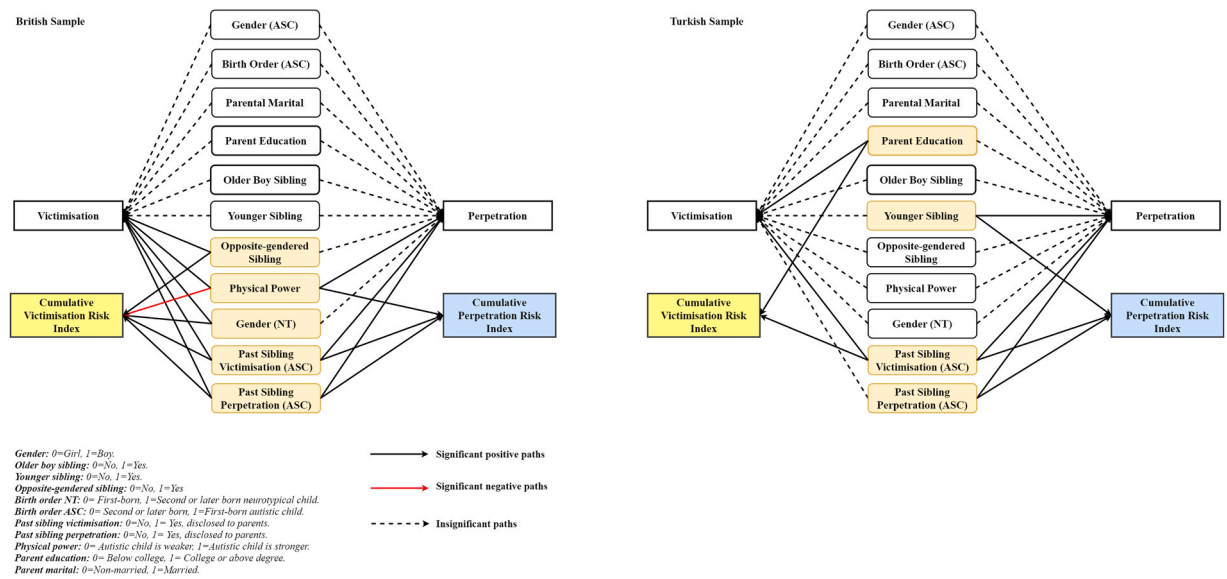 British Sample
Gender (ASC)
Birth Order (ASC)
Parental Marital
Parent Education
Older Boy Sibling
Victimisation
Younger Sibling
Perpetration
Opposite-gendered
Sibling
Physical Power
Cumulative
Victimisation Risk
Index
Gender (NT)
Cumulative
Perpetration Risk
Index
Past Sibling
Victimisation (ASC)
Past Sibling
Perpetration (ASC)
Turkish Sample
Gender (ASC)
Birth Order (ASC)
Parental Marital
Parent Education
Older Boy Sibling
Victimisation
Younger Sibling
Perpetration
Opposite-gendered
Sibling
Physical Power
Cumulative
Victimisation Risk
Index
Gender (NT)
Cumulative
Perpetration Risk
Index
Past Sibling
Victimisation (ASC)
Past Sibling
Perpetration (ASC)
Gender: 0=Girl, 1=Boy.
Older boy sibling: 0=No, 1=Yes.
Younger sibling: 0=No, 1=Yes.
Opposite-gendered sibling: 0=No, 1=Yes
Birth order NT: 0= First-born, 1=Second or later born neurotypical child.
Birth order ASC: 0= Second or later born, 1=First-born autistic child.
Past sibling victimisation: 0=No, 1= Yes, disclosed to parents.
Past sibling perpetration: 0=No, 1= Yes, disclosed to parents.
Physical power: 0= Autistic child is weaker, 1=Autistic child is stronger.
Parent education: 0= Below college, 1= College or above degree.
Parent marital: 0=Non-married, 1=Married.
Significant positive paths
Significant negative paths
Insignificant paths